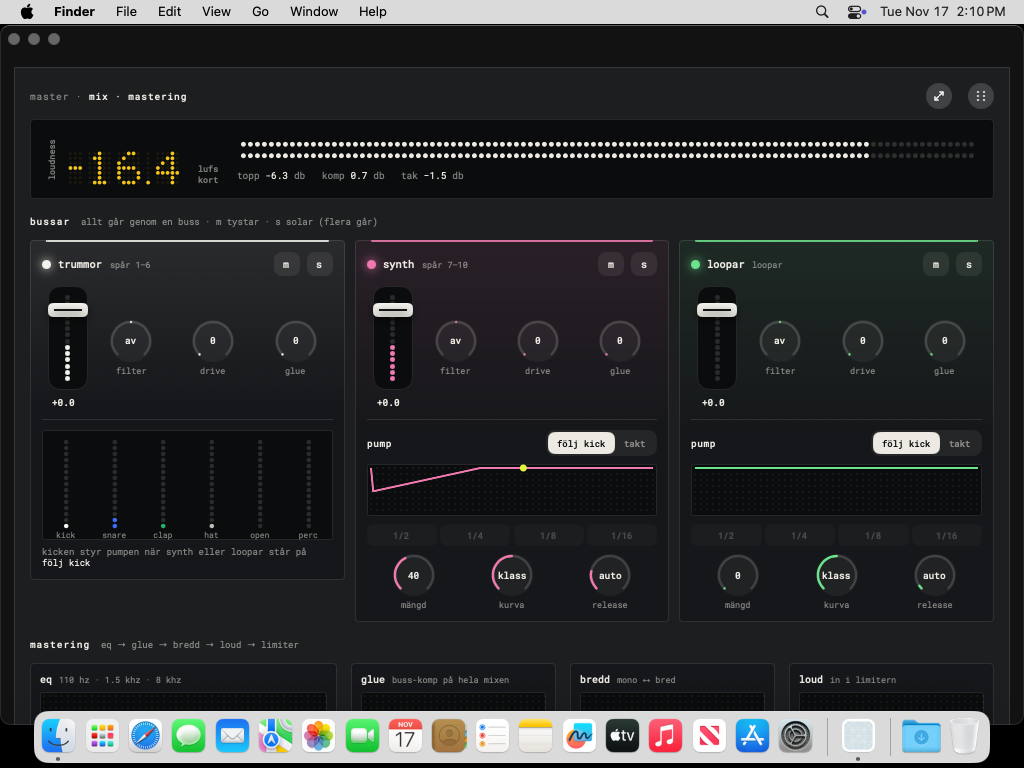 Finder File Edit View Go Window Help Tue Nov 17 2:10 PM
master · mix · mastering
loudness -16.4 lufs kort
topp -6.3 db komp 0.7 db tak -1.5 db
bussar allt går genom en buss · m tystar · s solar (flera går)
trummor spår 1–6 m s
av 0 0
filter drive glue
+0.0
kick snare clap hat open perc
kicken styr pumpen när synth eller loopar står på
följ kick
synth spår 7–10 m s
av 0 0
filter drive glue
+0.0
pump följ kick takt
1/2 1/4 1/8 1/16
40 klass auto
mängd kurva release
loopar loopar m s
av 0 0
filter drive glue
+0.0
pump följ kick takt
1/2 1/4 1/8 1/16
0 klass auto
mängd kurva release
mastering eq → glue → bredd → loud → limiter
eq 110 hz · 1.5 khz · 8 khz
glue buss-komp på hela mixen
bredd mono ↔ bred
loud in i limitern
NOV
17
tv